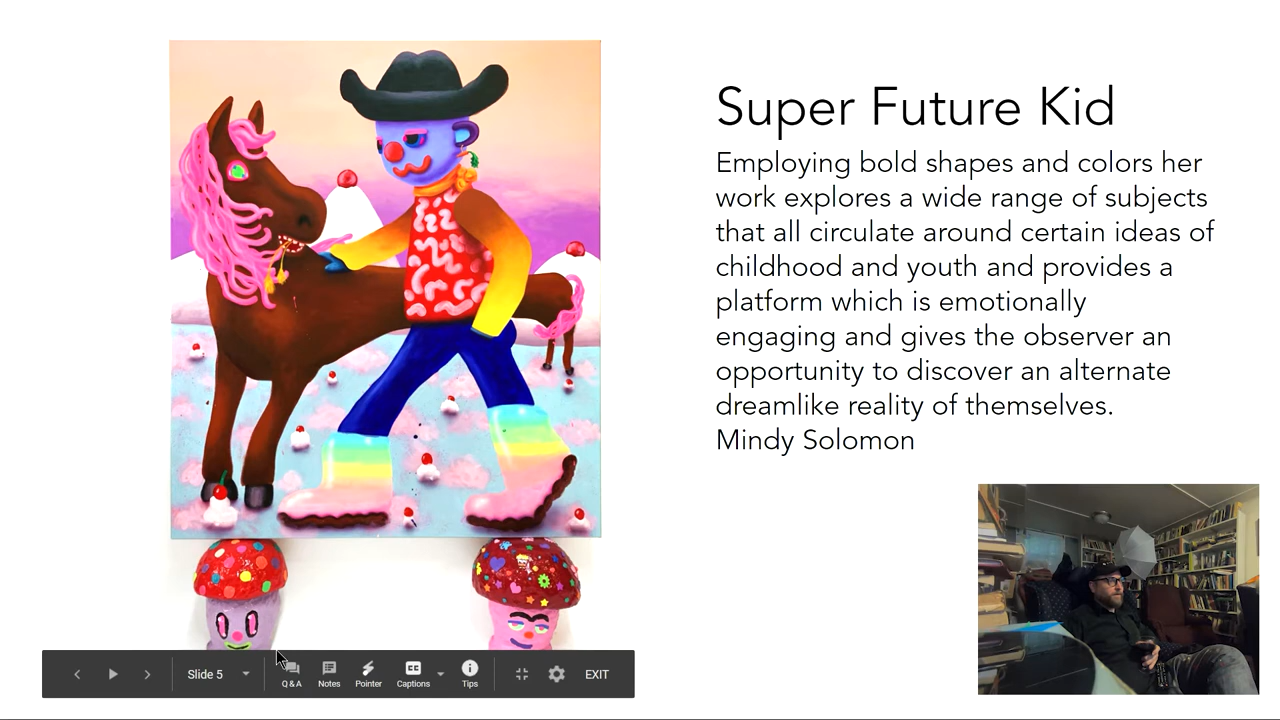 Super Future Kid
Employing bold shapes and colors her
work explores a wide range of subjects
that all circulate around certain ideas of
childhood and youth and provides a
platform which is emotionally
engaging and gives the observer an
opportunity to discover an alternate
dreamlike reality of themselves.
Mindy Solomon
Slide 5
Q & A
Notes
Pointer
CC
Captions
Tips
EXIT